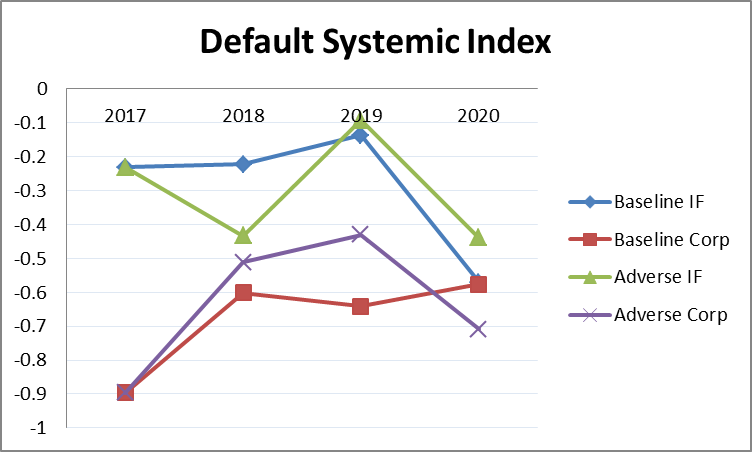 Default Systemic Index
0
2017 2018 2019 2020
-0.1
-0.2
-0.3
-0.4
-0.5
-0.6
-0.7
-0.8
-0.9
-1
Baseline IF
Baseline Corp
Adverse IF
Adverse Corp